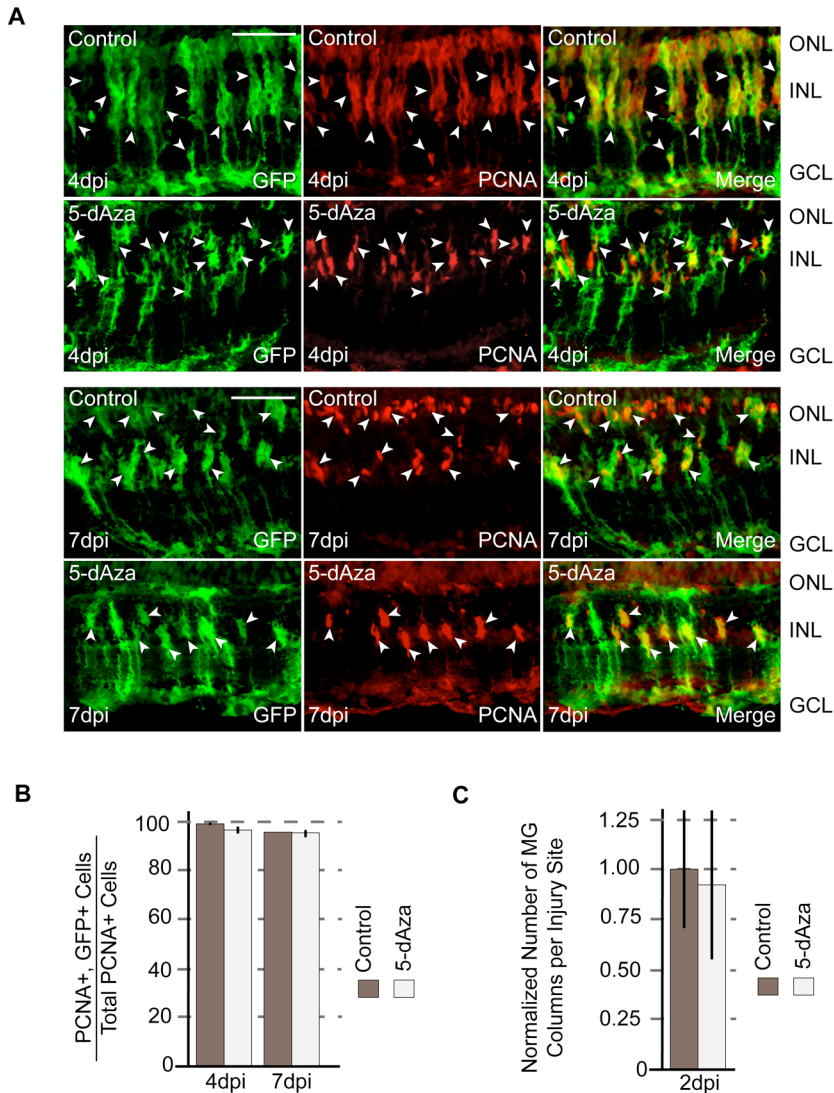 A
Control
Control
Control
ONL
INL
4dpi GFP
4dpi PCNA
4dpi Merge
GCL
5-dAza
5-dAza
5-dAza
ONL
INL
4dpi GFP
4dpi PCNA
4dpi Merge
GCL
Control
Control
Control
ONL
INL
7dpi GFP
7dpi PCNA
7dpi Merge
GCL
5-dAza
5-dAza
5-dAza
ONL
INL
7dpi GFP
7dpi PCNA
7dpi Merge
GCL
B
PCNA+, GFP+ Cells
Total PCNA+ Cells
100
80
60
40
20
0
4dpi 7dpi
Control
5-dAza
C
Normalized Number of MG
Columns per Injury Site
1.25
1.00
0.75
0.50
0.25
0
2dpi
Control
5-dAza